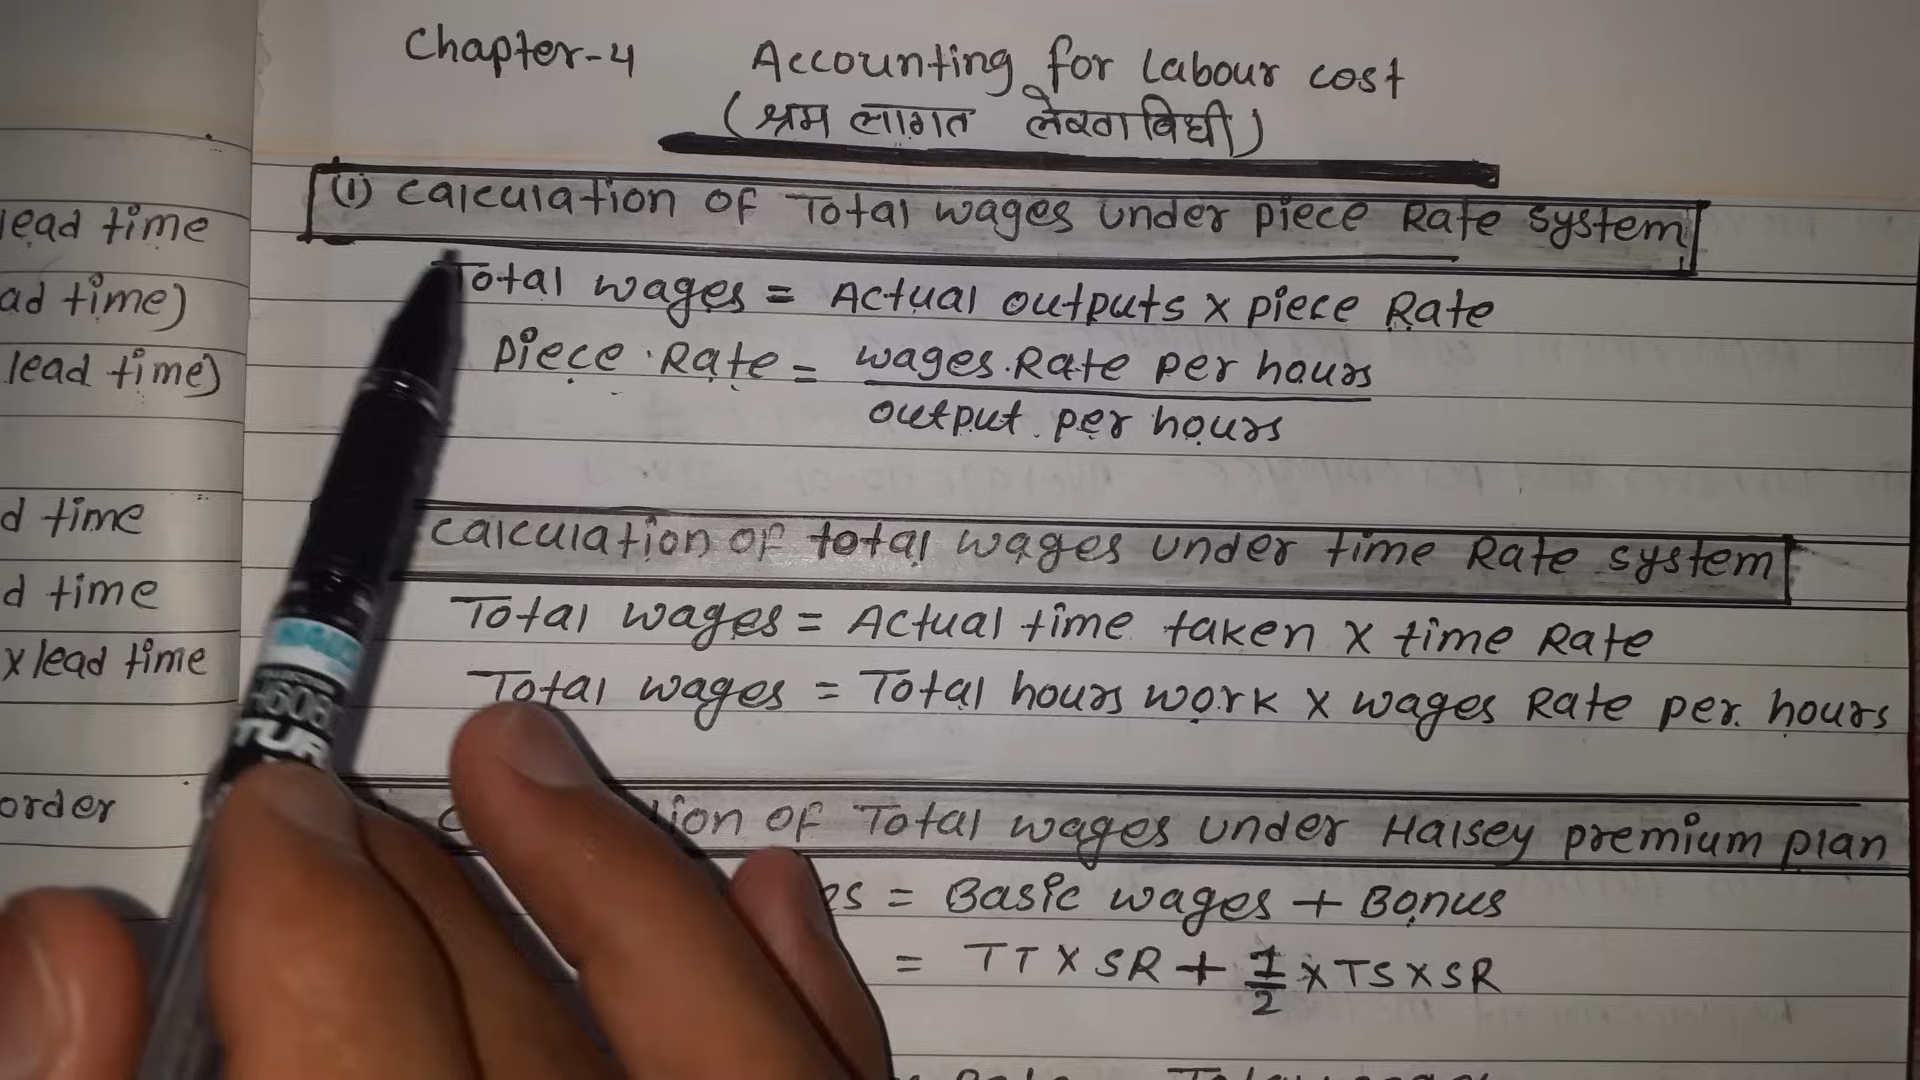 Chapter-4 Accounting for Labour cost
(श्रम लागत लेखाविधी)
(1) Calculation of Total wages under piece Rate system
Total wages = Actual outputs x piece Rate
piece Rate = wages Rate per hours
output per hours
calculation of total wages under time Rate system
Total wages = Actual time taken x time Rate
Total wages = Total hours work x wages Rate per hours
ion of Total wages under Halsey premium plan
es = Basic wages + Bonus
= TT x SR + 1/2 x TS x SR
lead time
ad time)
lead time)
d time
d time
x lead time
order
H606
TUR